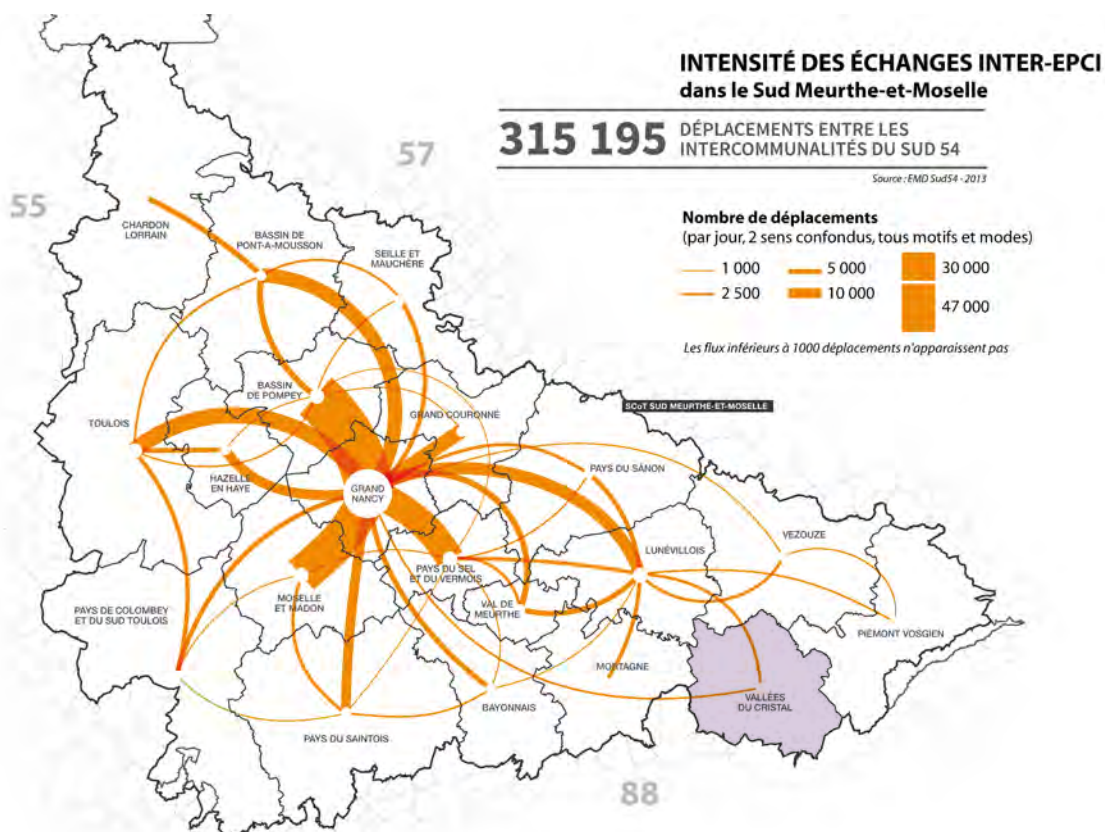 INTENSITÉ DES ÉCHANGES INTER-EPCI
dans le Sud Meurthe-et-Moselle
315 195
DÉPLACEMENTS ENTRE LES
INTERCOMMUNALITÉS DU SUD 54
Source : EMD Sud54 - 2013
Nombre de déplacements
(par jour, 2 sens confondus, tous motifs et modes)
1 000
5 000
30 000
2 500
10 000
47 000
Les flux inférieurs à 1000 déplacements n'apparaissent pas
57
55
CHARDON
LORRAIN
BASSIN DE
PONT-A-MOUSSON
SEILLE ET
MAUCHÈRE
BASSIN
DE POMPEY
GRAND COURONNÉ
SCoT SUD MEURTHE-ET-MOSELLE
TOULOIS
HAZELLE
EN HAYE
GRAND
NANCY
PAYS DU SÂNON
VEZOUZE
LUNÉVILLOIS
PAYS DU SEL
ET DU VERMOIS
MOSELLE
ET MADON
VAL DE
MEURTHE
PAYS DE COLOMBEY
ET DU SUD TOULOIS
PIÉMONT VOSGIEN
MORTAGNE
VALLÉES
DU CRISTAL
BAYONNAIS
PAYS DU SAINTOIS
88